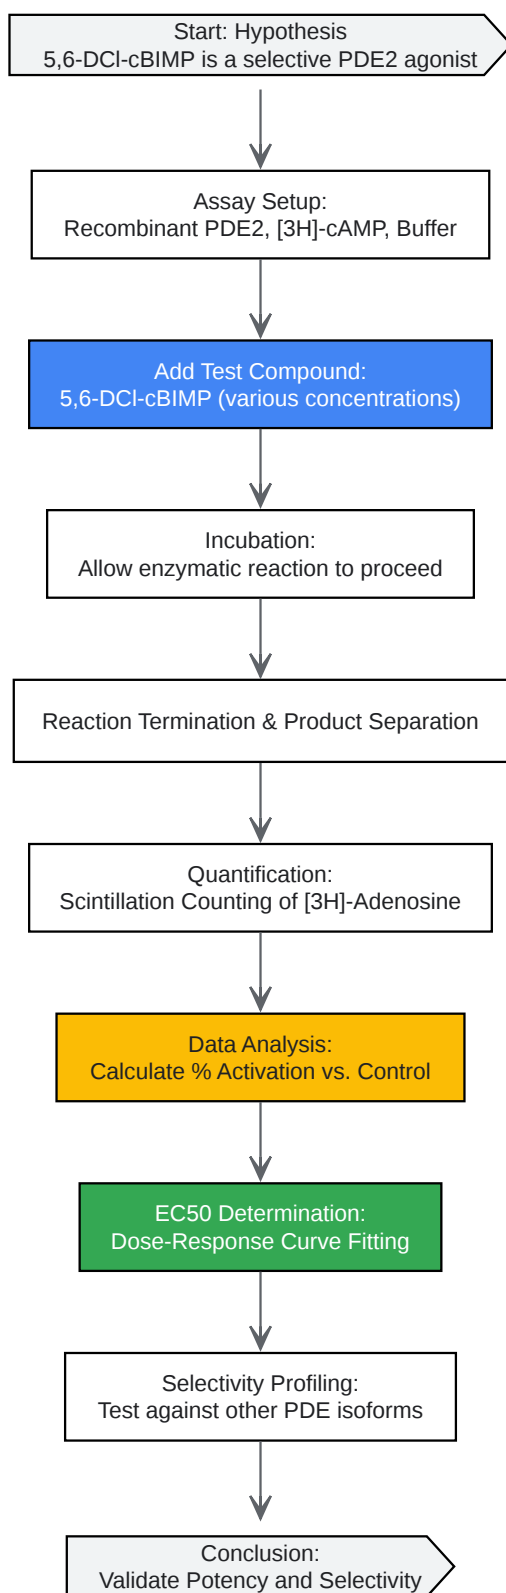 Start: Hypothesis
5,6-DCl-cBIMP is a selective PDE2 agonist
Assay Setup:
Recombinant PDE2, [3H]-cAMP, Buffer
Add Test Compound:
5,6-DCl-cBIMP (various concentrations)
Incubation:
Allow enzymatic reaction to proceed
Reaction Termination & Product Separation
Quantification:
Scintillation Counting of [3H]-Adenosine
Data Analysis:
Calculate % Activation vs. Control
EC50 Determination:
Dose-Response Curve Fitting
Selectivity Profiling:
Test against other PDE isoforms
Conclusion:
Validate Potency and Selectivity